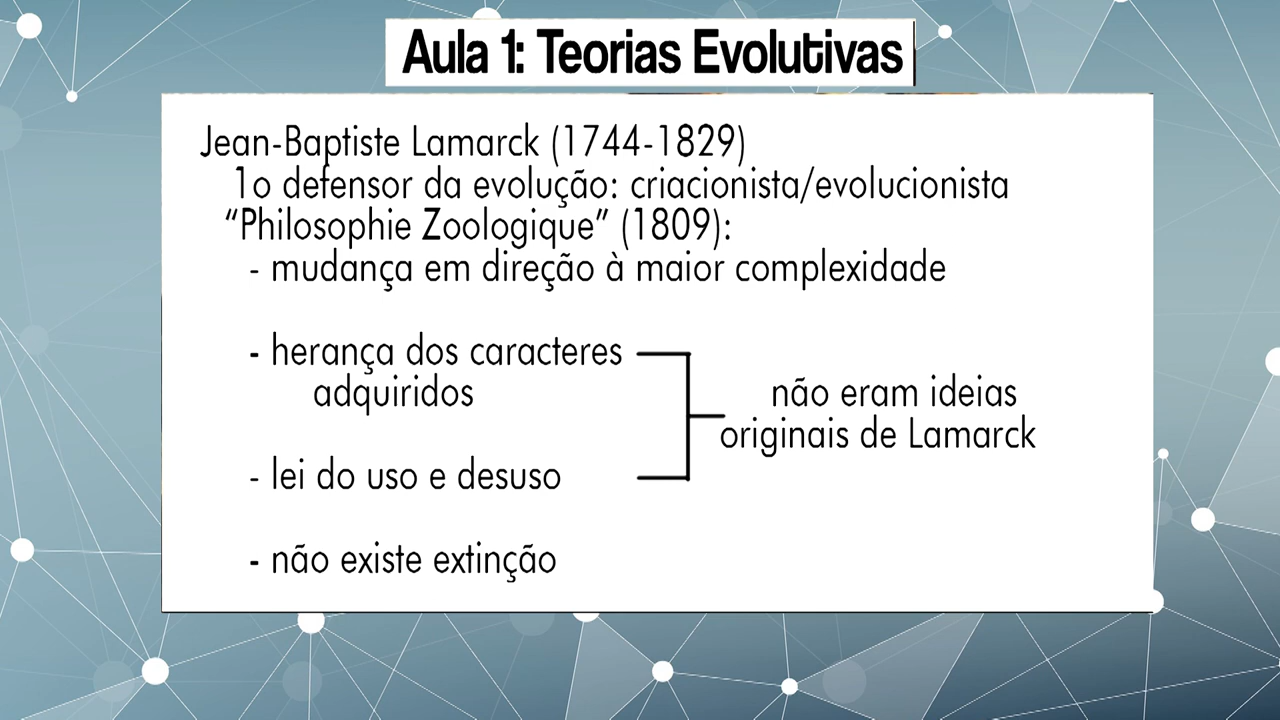 Aula 1: Teorias Evolutivas
Jean-Baptiste Lamarck (1744-1829)
1o defensor da evolução: criacionista/evolucionista
“Philosophie Zoologique” (1809):
- mudança em direção à maior complexidade
- herança dos caracteres
adquiridos
não eram ideias
originais de Lamarck
- lei do uso e desuso
- não existe extinção